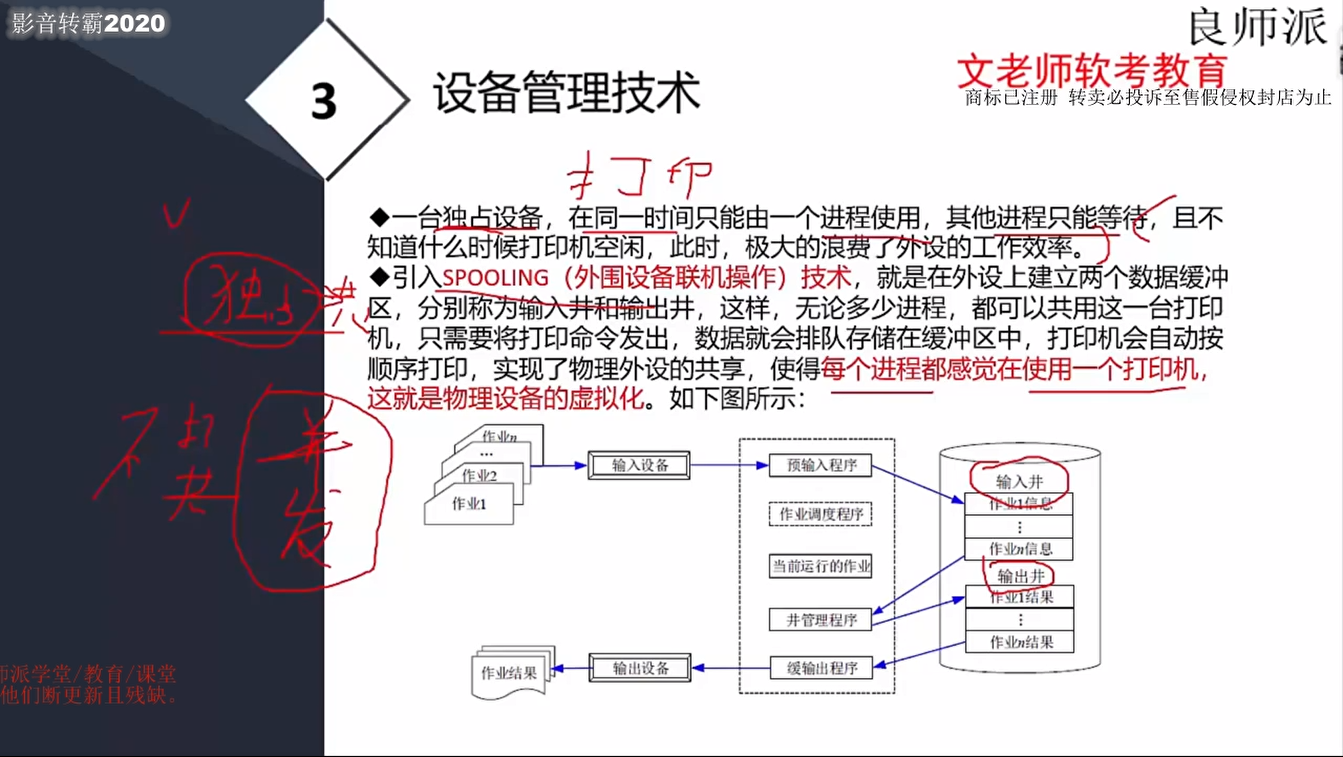 影音转霸2020
良师派
文老师软考教育
商标已注册 转卖必投诉至售假侵权封店为止
3
设备管理技术
打印
◆一台独占设备，在同一时间只能由一个进程使用，其他进程只能等待，且不
知道什么时候打印机空闲，此时，极大的浪费了外设的工作效率。
◆引入SPOOLING（外围设备联机操作）技术，就是在外设上建立两个数据缓冲
区，分别称为输入井和输出井，这样，无论多少进程，都可以共用这一台打印
机，只需要将打印命令发出，数据就会排队存储在缓冲区中，打印机会自动按
顺序打印，实现了物理外设的共享，使得每个进程都感觉在使用一个打印机，
这就是物理设备的虚拟化。如下图所示：
独占
共
并
发
作业n
...
作业2
作业1
输入设备
预输入程序
作业调度程序
当前运行的作业
井管理程序
缓输出程序
输入井
作业1信息
⋮
作业n信息
输出井
作业1结果
⋮
作业n结果
输出设备
作业结果
师派学堂/教育/课堂
他们断更新且残缺。